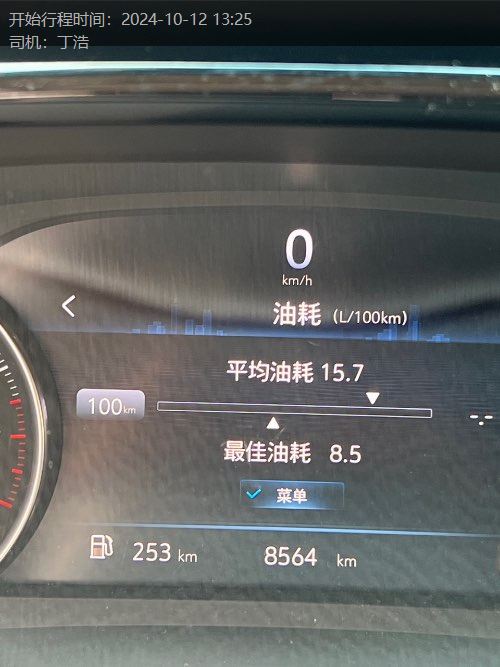 开始行程时间：2024-10-12 13:25
司机：丁浩
0
km/h
油耗 (L/100km)
平均油耗 15.7
100km
-.-
最佳油耗 8.5
菜单
253 km 8564 km